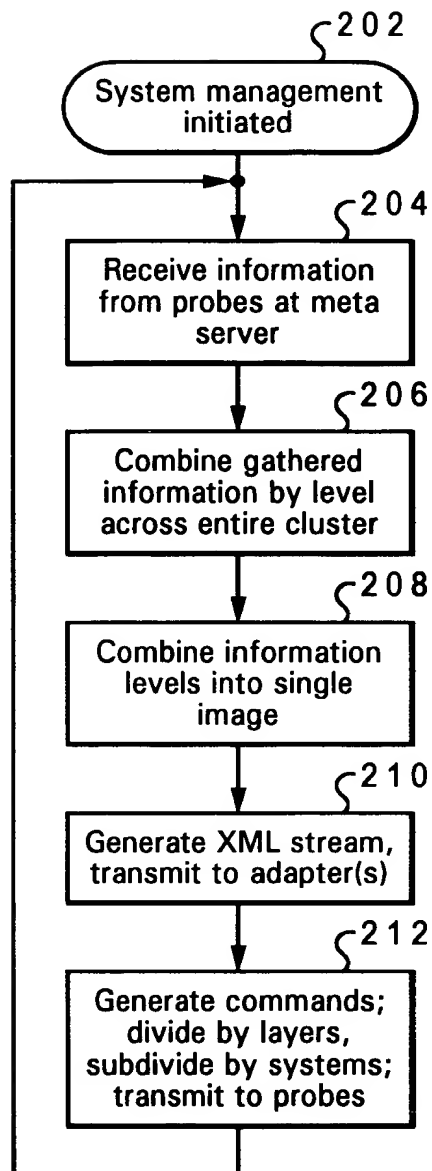 202
System management
initiated
204
Receive information
from probes at meta
server
206
Combine gathered
information by level
across entire cluster
208
Combine information
levels into single
image
210
Generate XML stream,
transmit to adapter(s)
212
Generate commands;
divide by layers,
subdivide by systems;
transmit to probes